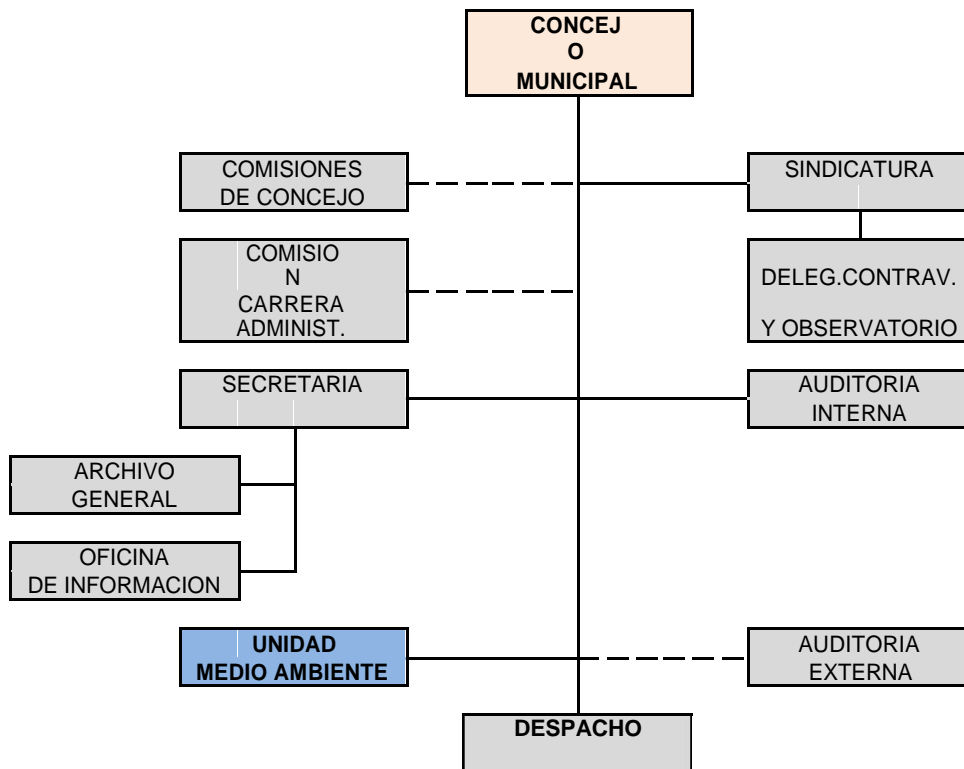 CONCEJ
O
MUNICIPAL
COMISIONES
DE CONCEJO
SINDICATURA
COMISIO
N
CARRERA
ADMINIST.
DELEG.CONTRAV.
Y OBSERVATORIO
SECRETARIA
AUDITORIA
INTERNA
ARCHIVO
GENERAL
OFICINA
DE INFORMACION
UNIDAD
MEDIO AMBIENTE
AUDITORIA
EXTERNA
DESPACHO